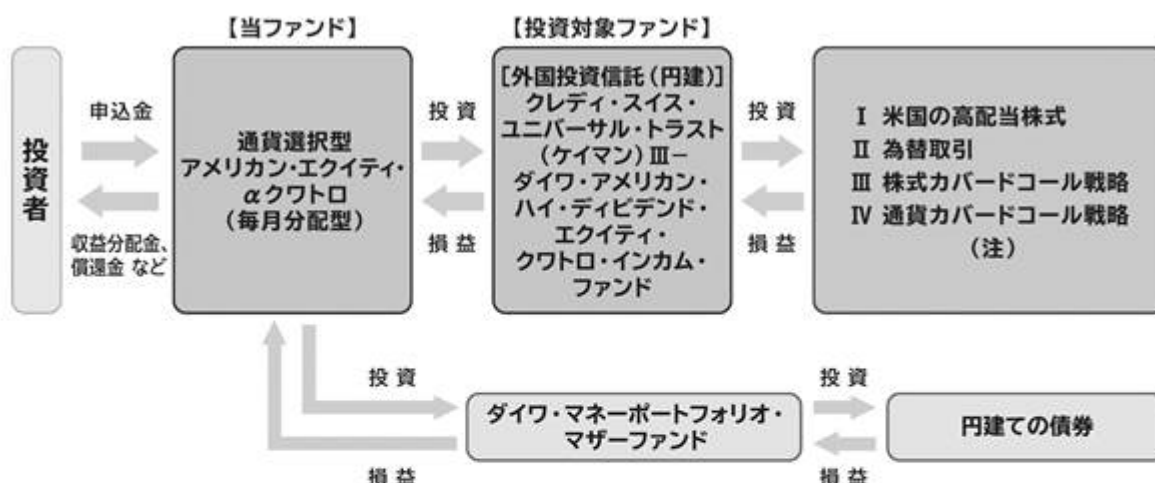 【当ファンド】
【投資対象ファンド】
投資者
申込金
収益分配金、
償還金 など
通貨選択型
アメリカン・エクイティ・
αクワトロ
(毎月分配型)
投 資
損 益
[外国投資信託(円建)]
クレディ・スイス・
ユニバーサル・トラスト
(ケイマン)Ⅲ－
ダイワ・アメリカン・
ハイ・ディビデンド・
エクイティ・
クワトロ・インカム・
ファンド
投 資
損 益
Ⅰ 米国の高配当株式
Ⅱ 為替取引
Ⅲ 株式カバードコール戦略
Ⅳ 通貨カバードコール戦略
(注)
投 資
損 益
ダイワ・マネーポートフォリオ・
マザーファンド
投 資
損 益
円建ての債券